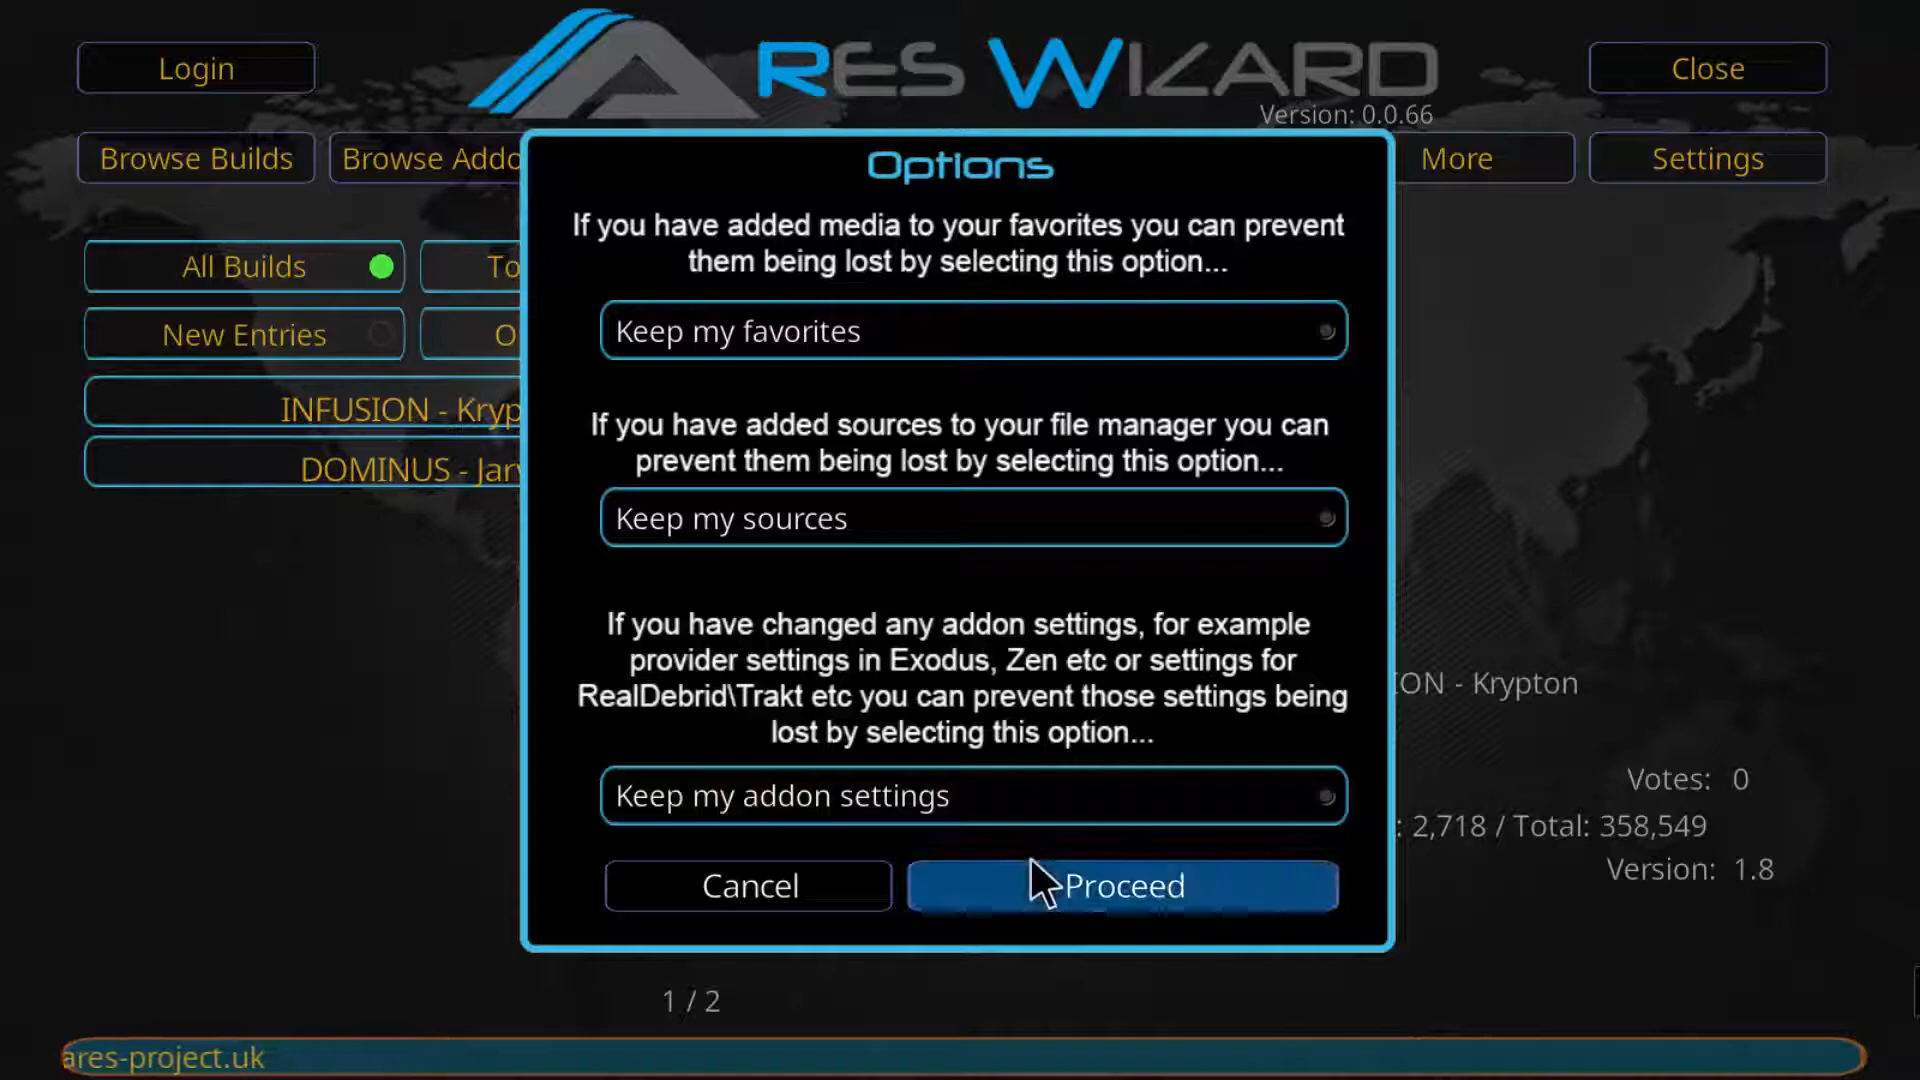 Login
RES WIZARD
Close
Version: 0.0.66
Browse Builds
Browse Addo
More
Settings
Options
If you have added media to your favorites you can prevent
them being lost by selecting this option...
All Builds
To
New Entries
O
Keep my favorites
INFUSION - Kryp
If you have added sources to your file manager you can
prevent them being lost by selecting this option...
DOMINUS - Jarv
Keep my sources
If you have changed any addon settings, for example
provider settings in Exodus, Zen etc or settings for
RealDebrid\Trakt etc you can prevent those settings being
lost by selecting this option...
ION - Krypton
Keep my addon settings
Votes: 0
: 2,718 / Total: 358,549
Version: 1.8
Cancel
Proceed
1 / 2
ares-project.uk